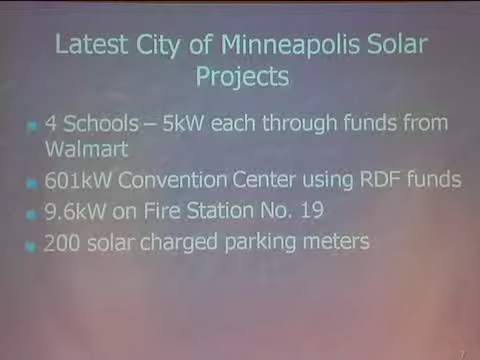 Latest City of Minneapolis Solar
Projects
4 Schools – 5kW each through funds from
Walmart
601kW Convention Center using RDF funds
9.6kW on Fire Station No. 19
200 solar charged parking meters
7